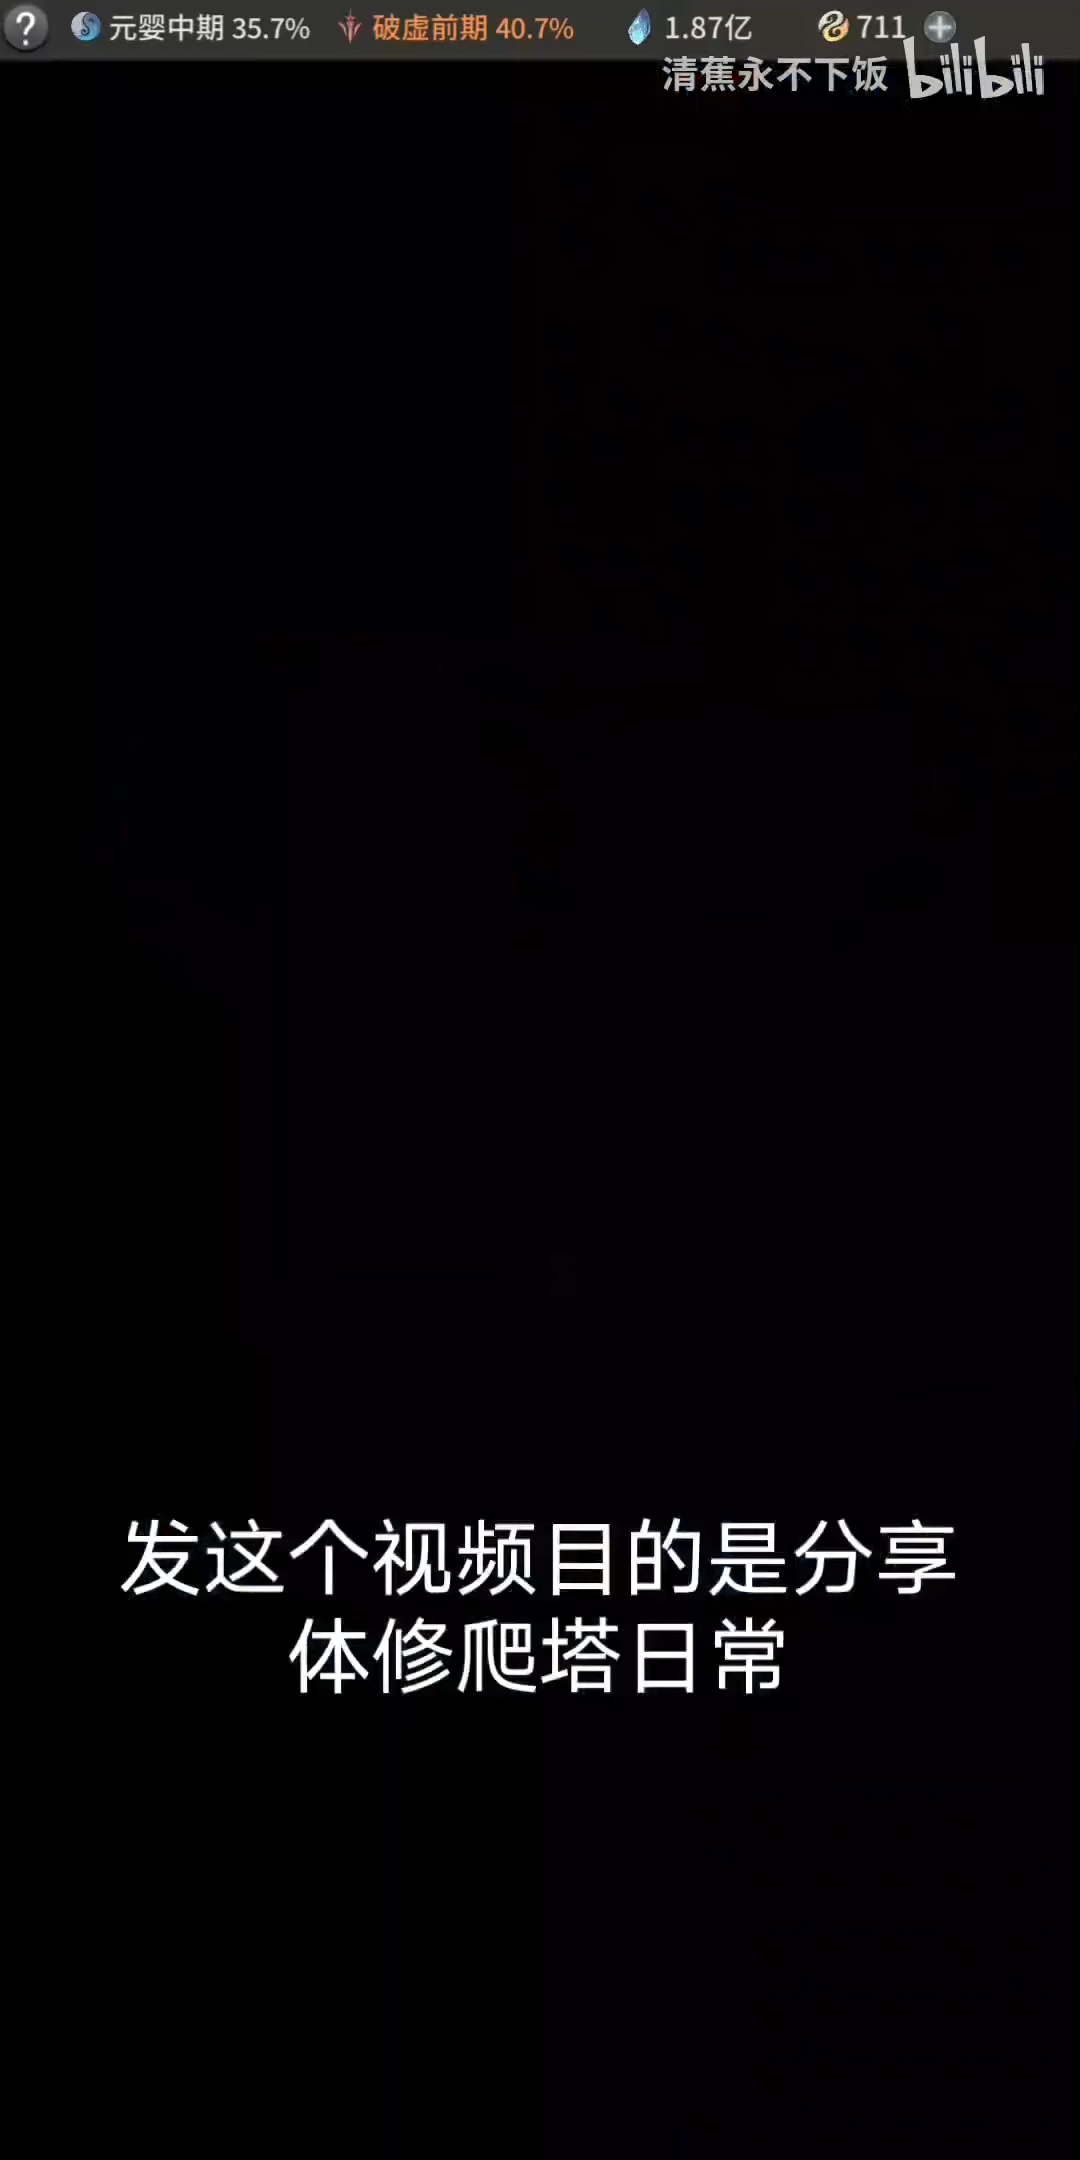 ? 元婴中期 35.7% 破虚前期 40.7% 1.87亿 711
清蕉永不下饭 bilibili
发这个视频目的是分享
体修爬塔日常